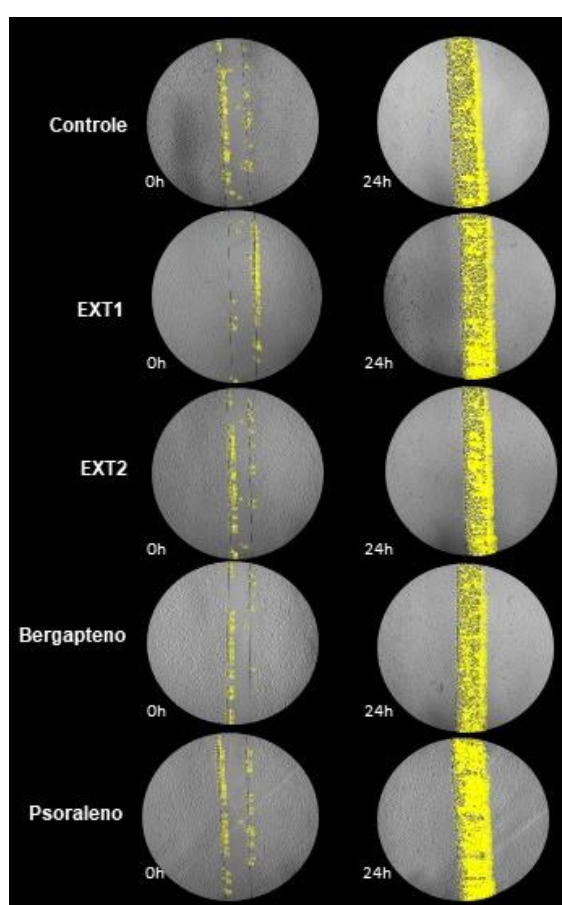 Controle
0h
24h
EXT1
0h
24h
EXT2
0h
24h
Bergapteno
0h
24h
Psoraleno
0h
24h